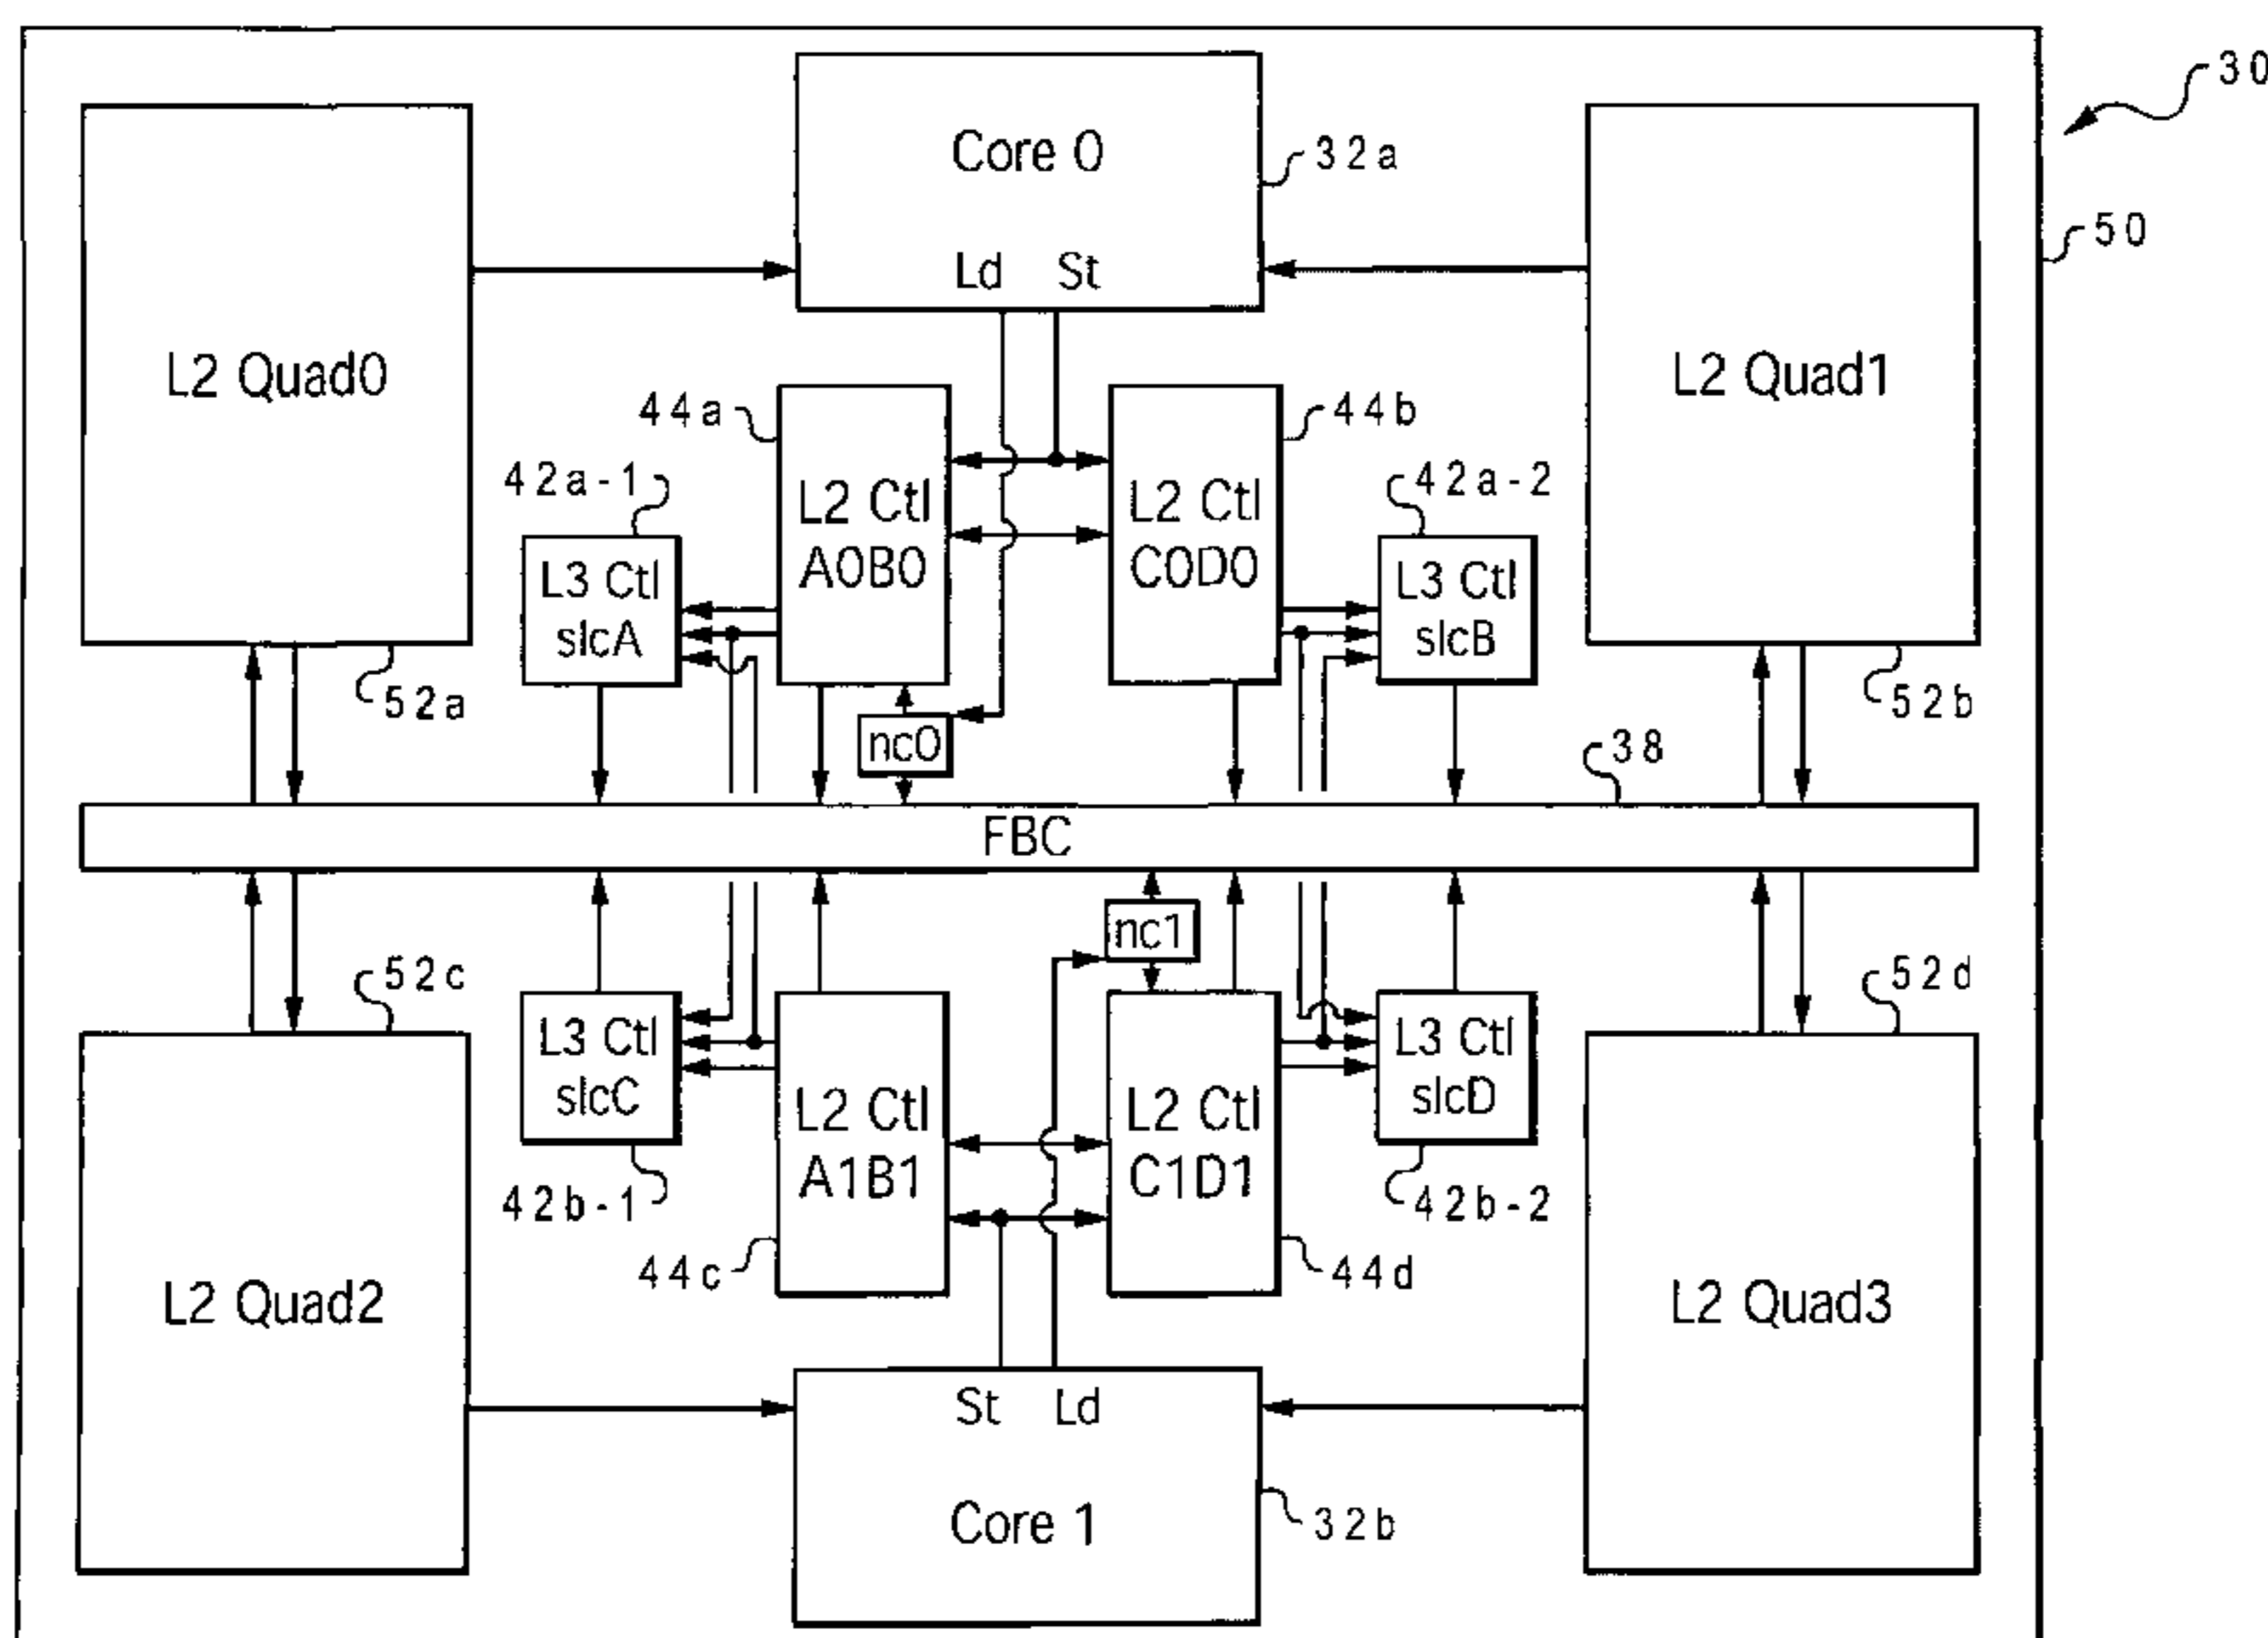 30
Core 0
32a
50
Ld St
L2 Quad0
L2 Quad1
44a
44b
42a-1
42a-2
L2 Ctl
A0B0
L2 Ctl
C0D0
L3 Ctl
slcA
L3 Ctl
slcB
52a
52b
nc0
38
FBC
nc1
52c
52d
L3 Ctl
slcC
L3 Ctl
slcD
L2 Ctl
A1B1
L2 Ctl
C1D1
42b-1
42b-2
44c
44d
L2 Quad2
L2 Quad3
St Ld
Core 1
32b